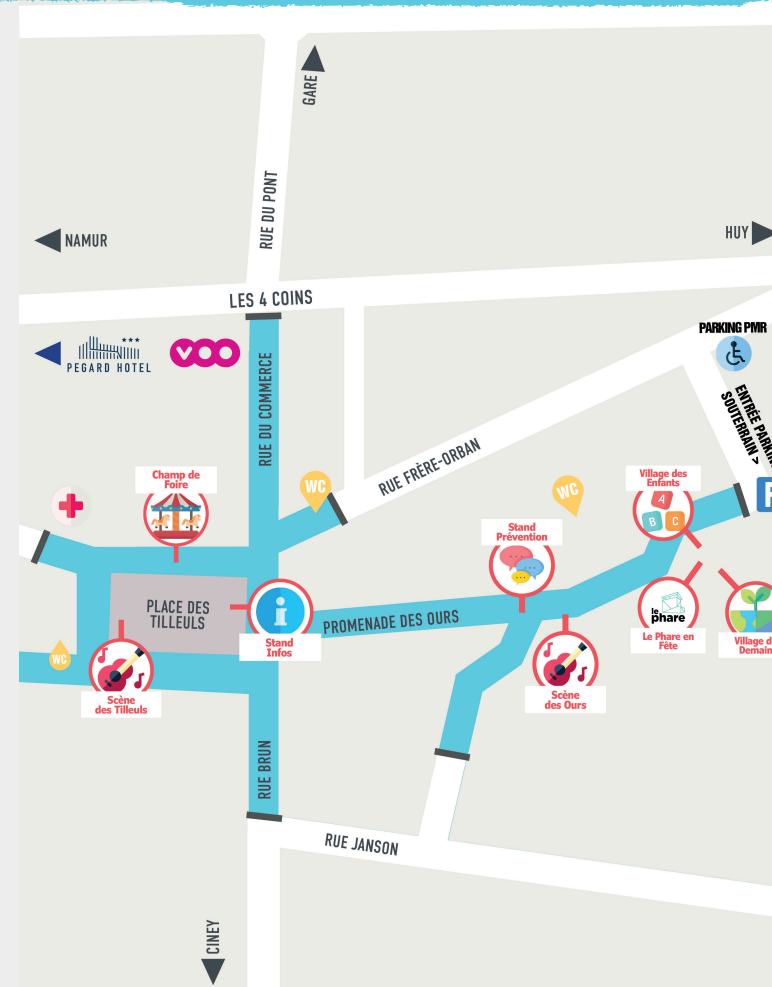 GARE
RUE DU PONT
NAMUR
HUY
LES 4 COINS
PARKING PMR
PEGARD HOTEL
VOO
RUE DU COMMERCE
ENTRÉE PARKING
SOUTERRAIN >
RUE FRÈRE-ORBAN
Champ de
Foire
WC
WC
Village des
Enfants
A
B
C
P
Stand
Prévention
PLACE DES
TILLEULS
i
Stand
Infos
PROMENADE DES OURS
le
phare
Le Phare en
Fête
Village de
Demain
WC
Scène
des Tilleuls
Scène
des Ours
RUE BRUN
RUE JANSON
CINEY